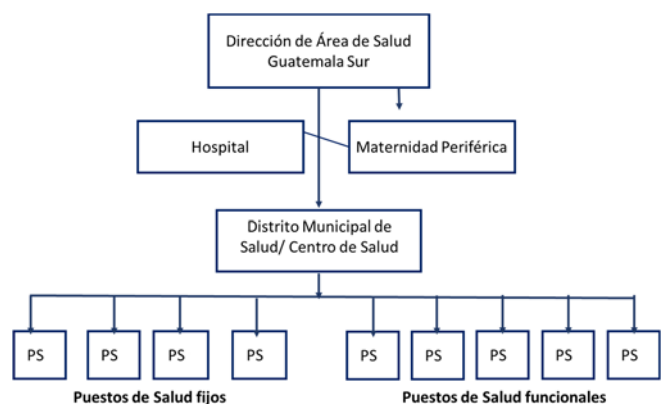 Dirección de Área de Salud
Guatemala Sur
Hospital
Maternidad Periférica
Distrito Municipal de
Salud/ Centro de Salud
PS PS PS PS PS PS PS PS PS
Puestos de Salud fijos
Puestos de Salud funcionales